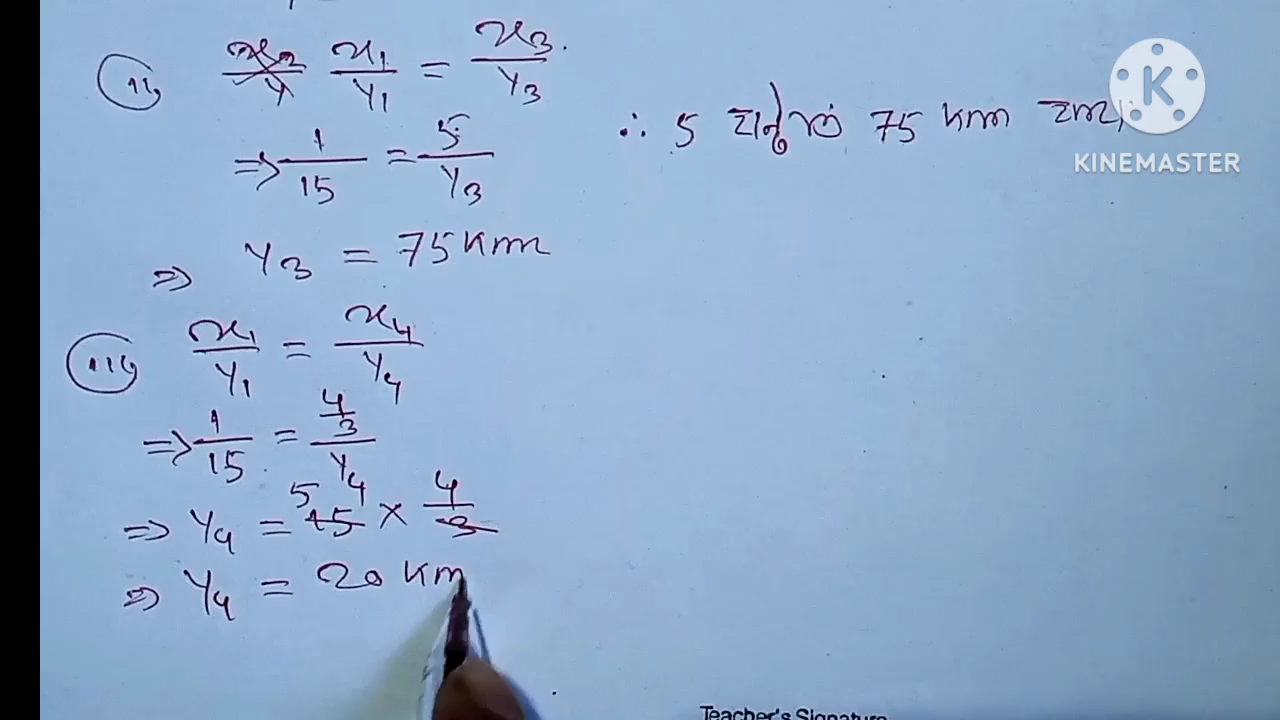 (ii) x₁/Y₁ = x₃/Y₃
⇒ 1/15 = 5/Y₃
⇒ Y₃ = 75 km
∴ 5 75 km
(iii) x₁/Y₁ = x₄/Y₄
⇒ 1/15 = 4/3/Y₄
⇒ Y₄ = 15 × 4/3
⇒ Y₄ = 20 km
K
KINEMASTER
Teacher's Signature